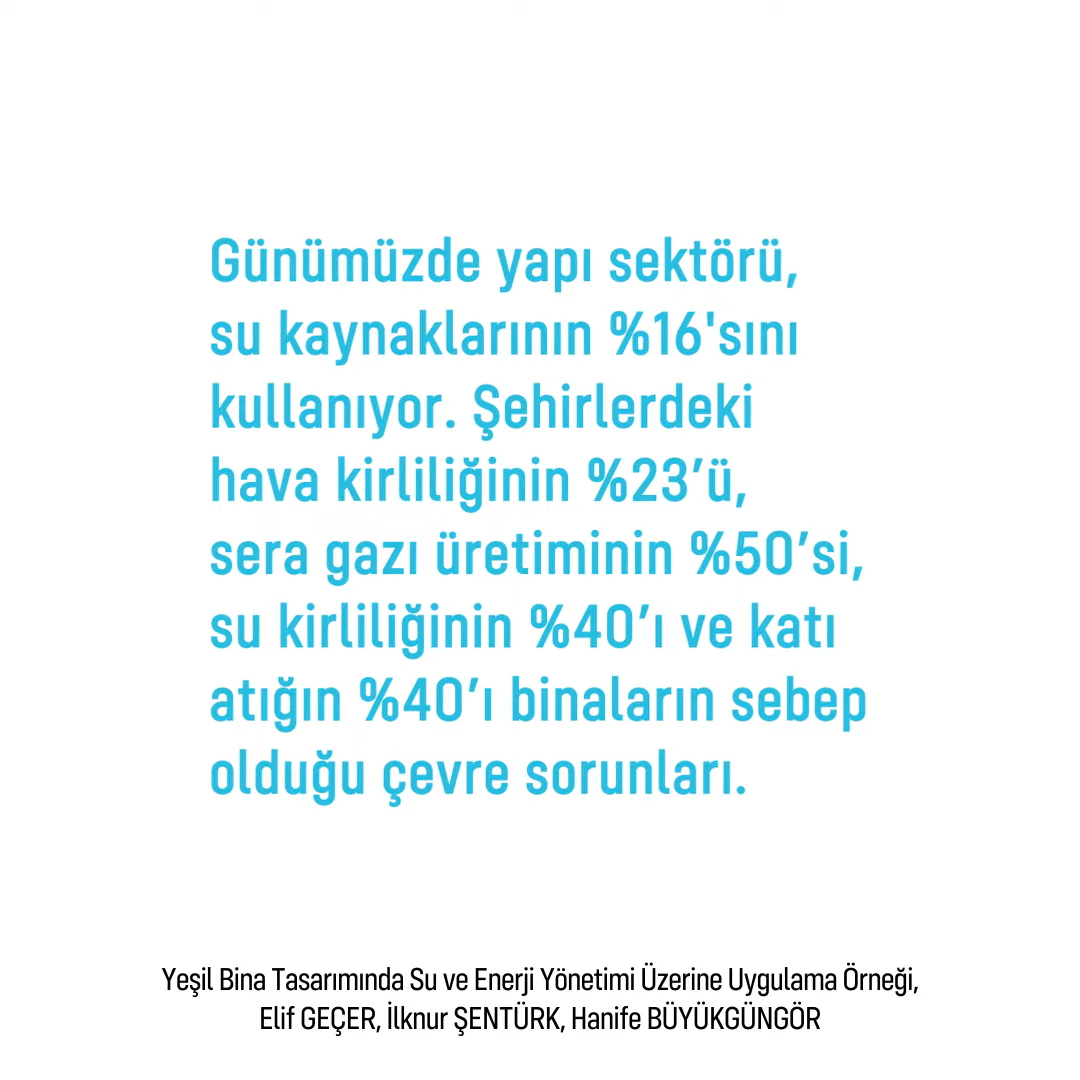 Günümüzde yapı sektörü,
su kaynaklarının %16'sını
kullanıyor. Şehirlerdeki
hava kirliliğinin %23’ü,
sera gazı üretiminin %50’si,
su kirliliğinin %40’ı ve katı
atığın %40’ı binaların sebep
olduğu çevre sorunları.
Yeşil Bina Tasarımında Su ve Enerji Yönetimi Üzerine Uygulama Örneği,
Elif GEÇER, İlknur ŞENTÜRK, Hanife BÜYÜKGÜNGÖR